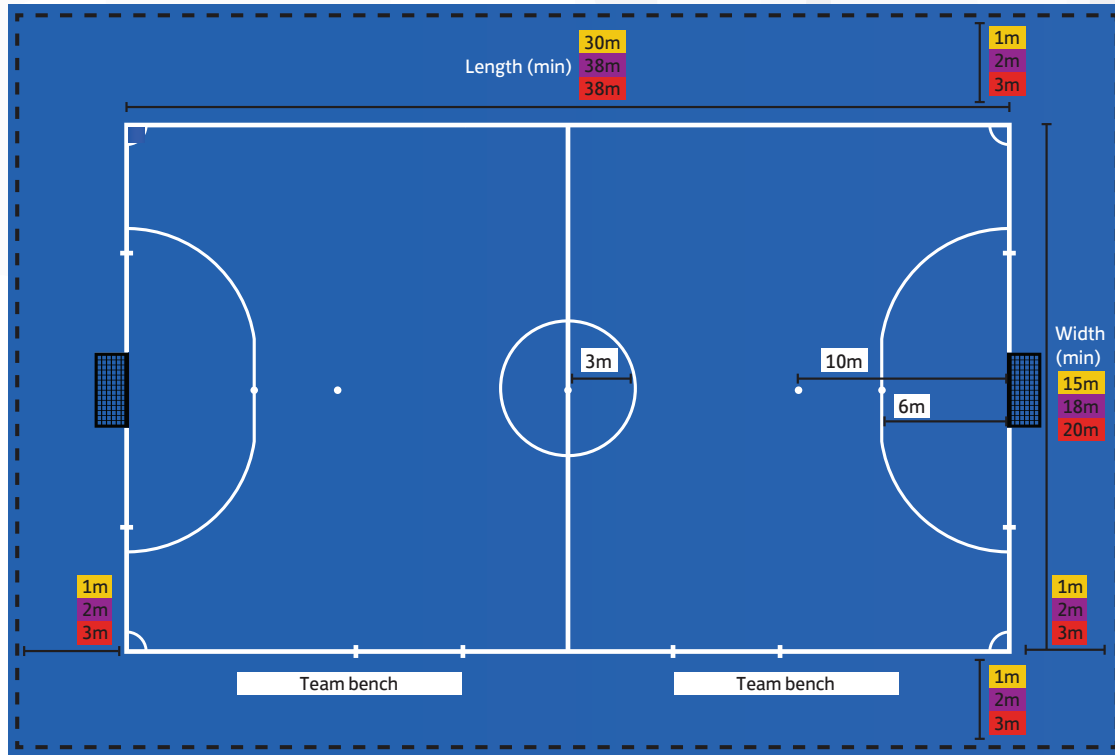 30m
Length (min) 38m
38m
1m
2m
3m
3m
10m
6m
Width
(min)
15m
18m
20m
1m
2m
3m
1m
2m
3m
Team bench
Team bench
1m
2m
3m